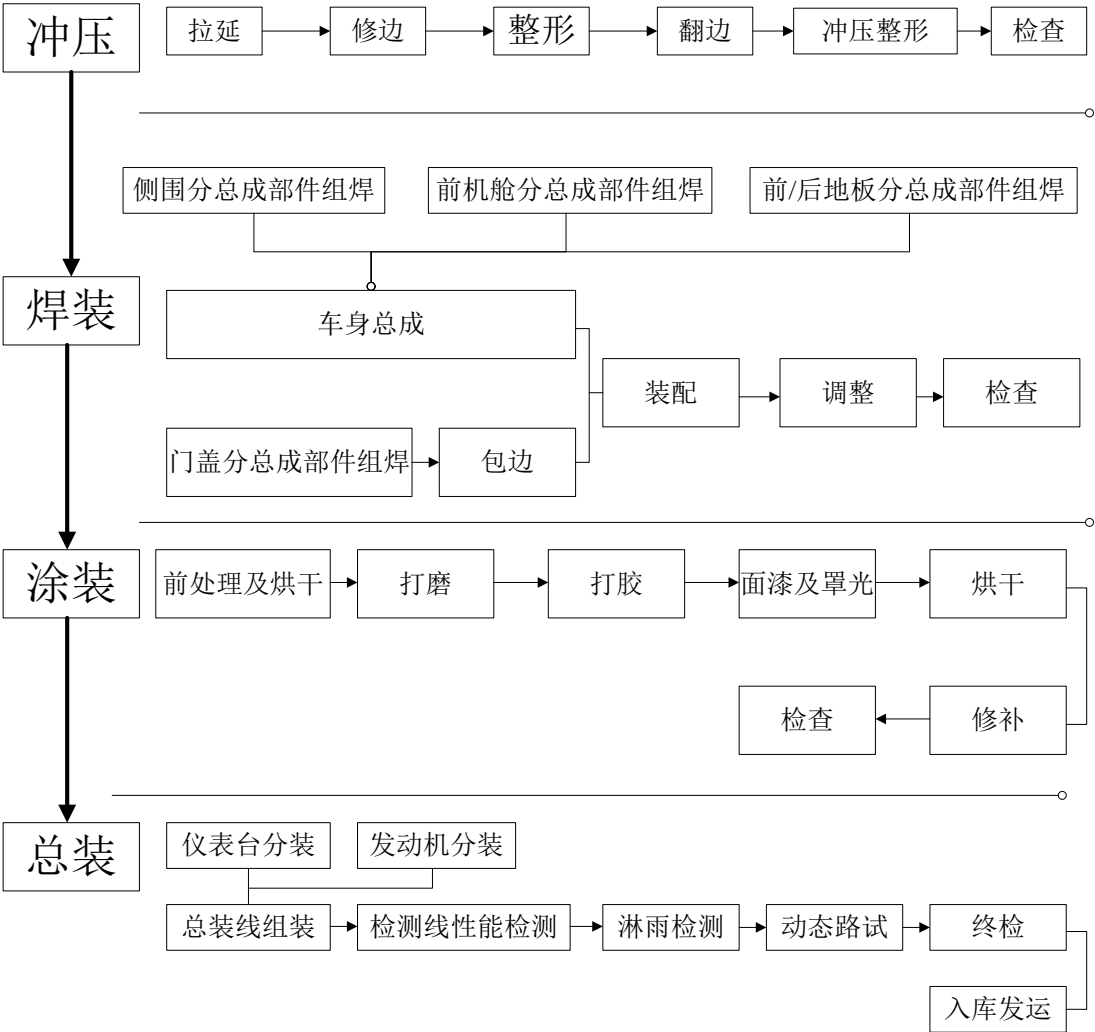 冲压
拉延
修边
整形
翻边
冲压整形
检查
侧围分总成部件组焊
前机舱分总成部件组焊
前/后地板分总成部件组焊
焊装
车身总成
装配
调整
检查
门盖分总成部件组焊
包边
涂装
前处理及烘干
打磨
打胶
面漆及罩光
烘干
检查
修补
总装
仪表台分装
发动机分装
总装线组装
检测线性能检测
淋雨检测
动态路试
终检
入库发运